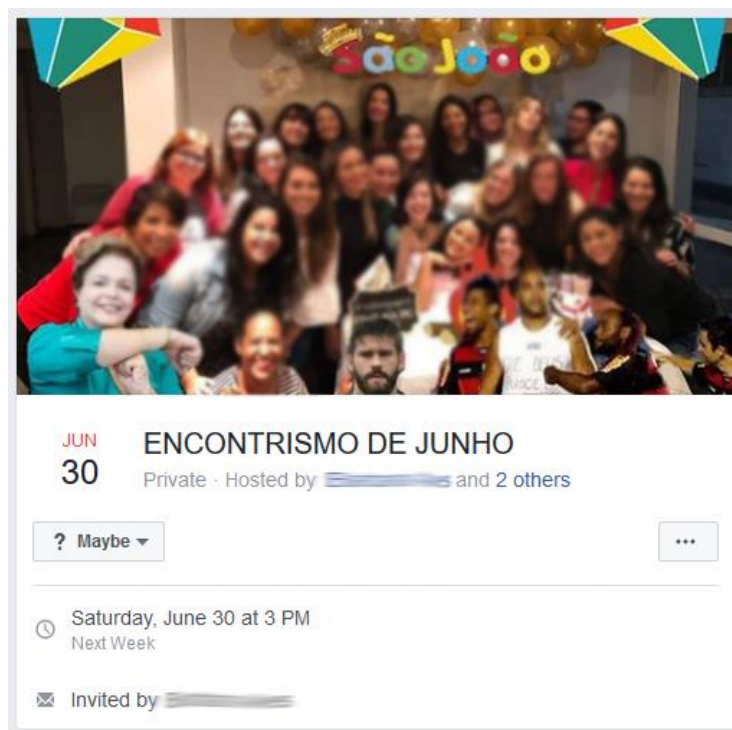 São João
JUN
30
ENCONTRISMO DE JUNHO
Private · Hosted by and 2 others
? Maybe
...
Saturday, June 30 at 3 PM
Next Week
Invited by